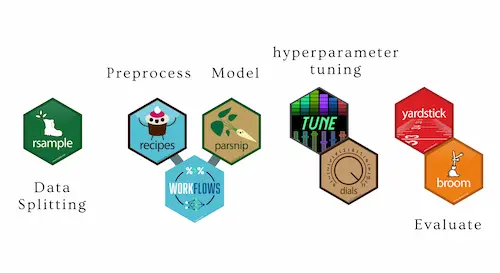 hyperparameter
tuning
Preprocess
Model
rsample
recipes
parsnip
WORKFLOWS
TUNE
dials
yardstick
broom
Data
Splitting
Evaluate